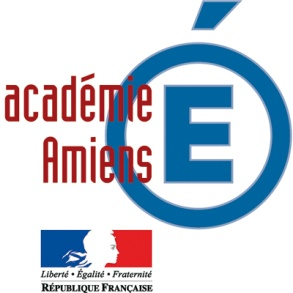 académie
Amiens
É
Liberté • Égalité • Fraternité
RÉPUBLIQUE FRANÇAISE